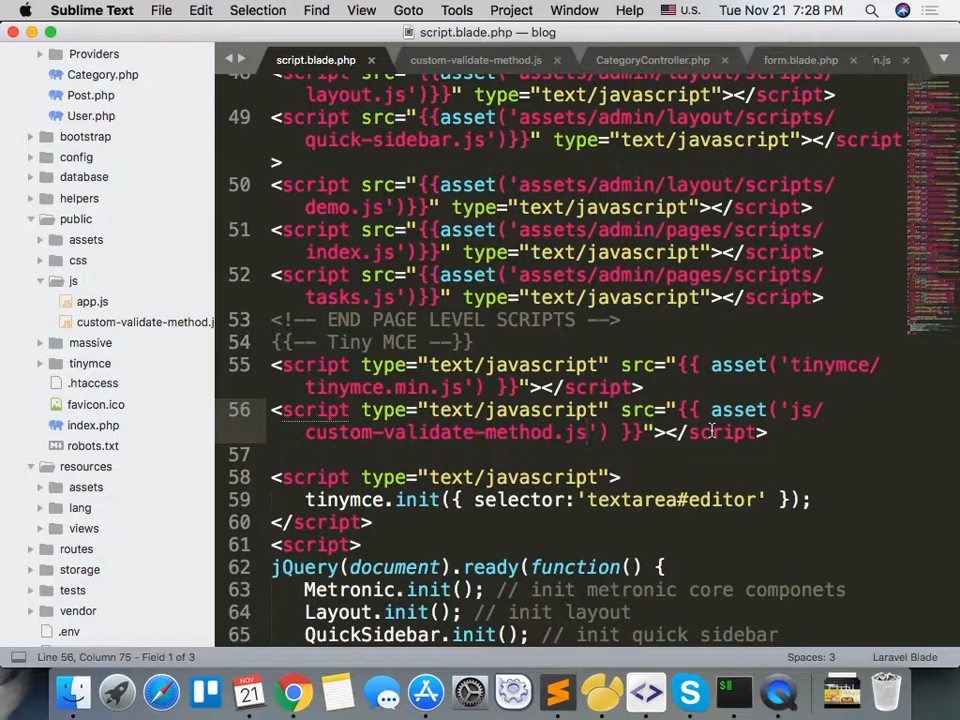 Sublime Text File Edit Selection Find View Goto Tools Project Window Help U.S. Tue Nov 21 7:28 PM
script.blade.php — blog
script.blade.php custom-validate-method.js CategoryController.php form.blade.php
Providers
Category.php
Post.php
User.php
bootstrap
config
database
helpers
public
assets
css
js
app.js
custom-validate-method.j
massive
tinymce
.htaccess
favicon.ico
index.php
robots.txt
resources
assets
lang
views
routes
storage
tests
vendor
.env
layout.js')}}" type="text/javascript"></script>
49 <script src="{{asset('assets/admin/layout/scripts/
quick-sidebar.js')}}" type="text/javascript"></script
>
50 <script src="{{asset('assets/admin/layout/scripts/
demo.js')}}" type="text/javascript"></script>
51 <script src="{{asset('assets/admin/pages/scripts/
index.js')}}" type="text/javascript"></script>
52 <script src="{{asset('assets/admin/pages/scripts/
tasks.js')}}" type="text/javascript"></script>
53 <!-- END PAGE LEVEL SCRIPTS -->
54 {{-- Tiny MCE --}}
55 <script type="text/javascript" src="{{ asset('tinymce/
tinymce.min.js') }}"></script>
56 <script type="text/javascript" src="{{ asset('js/
custom-validate-method.js') }}"></script>
57
58 <script type="text/javascript">
59 tinymce.init({ selector:'textarea#editor' });
60 </script>
61 <script>
62 jQuery(document).ready(function() {
63 Metronic.init(); // init metronic core componets
64 Layout.init(); // init layout
65 QuickSidebar.init(); // init quick sidebar
Line 56, Column 75 - Field 1 of 3 Spaces: 3 Laravel Blade
NOV
21